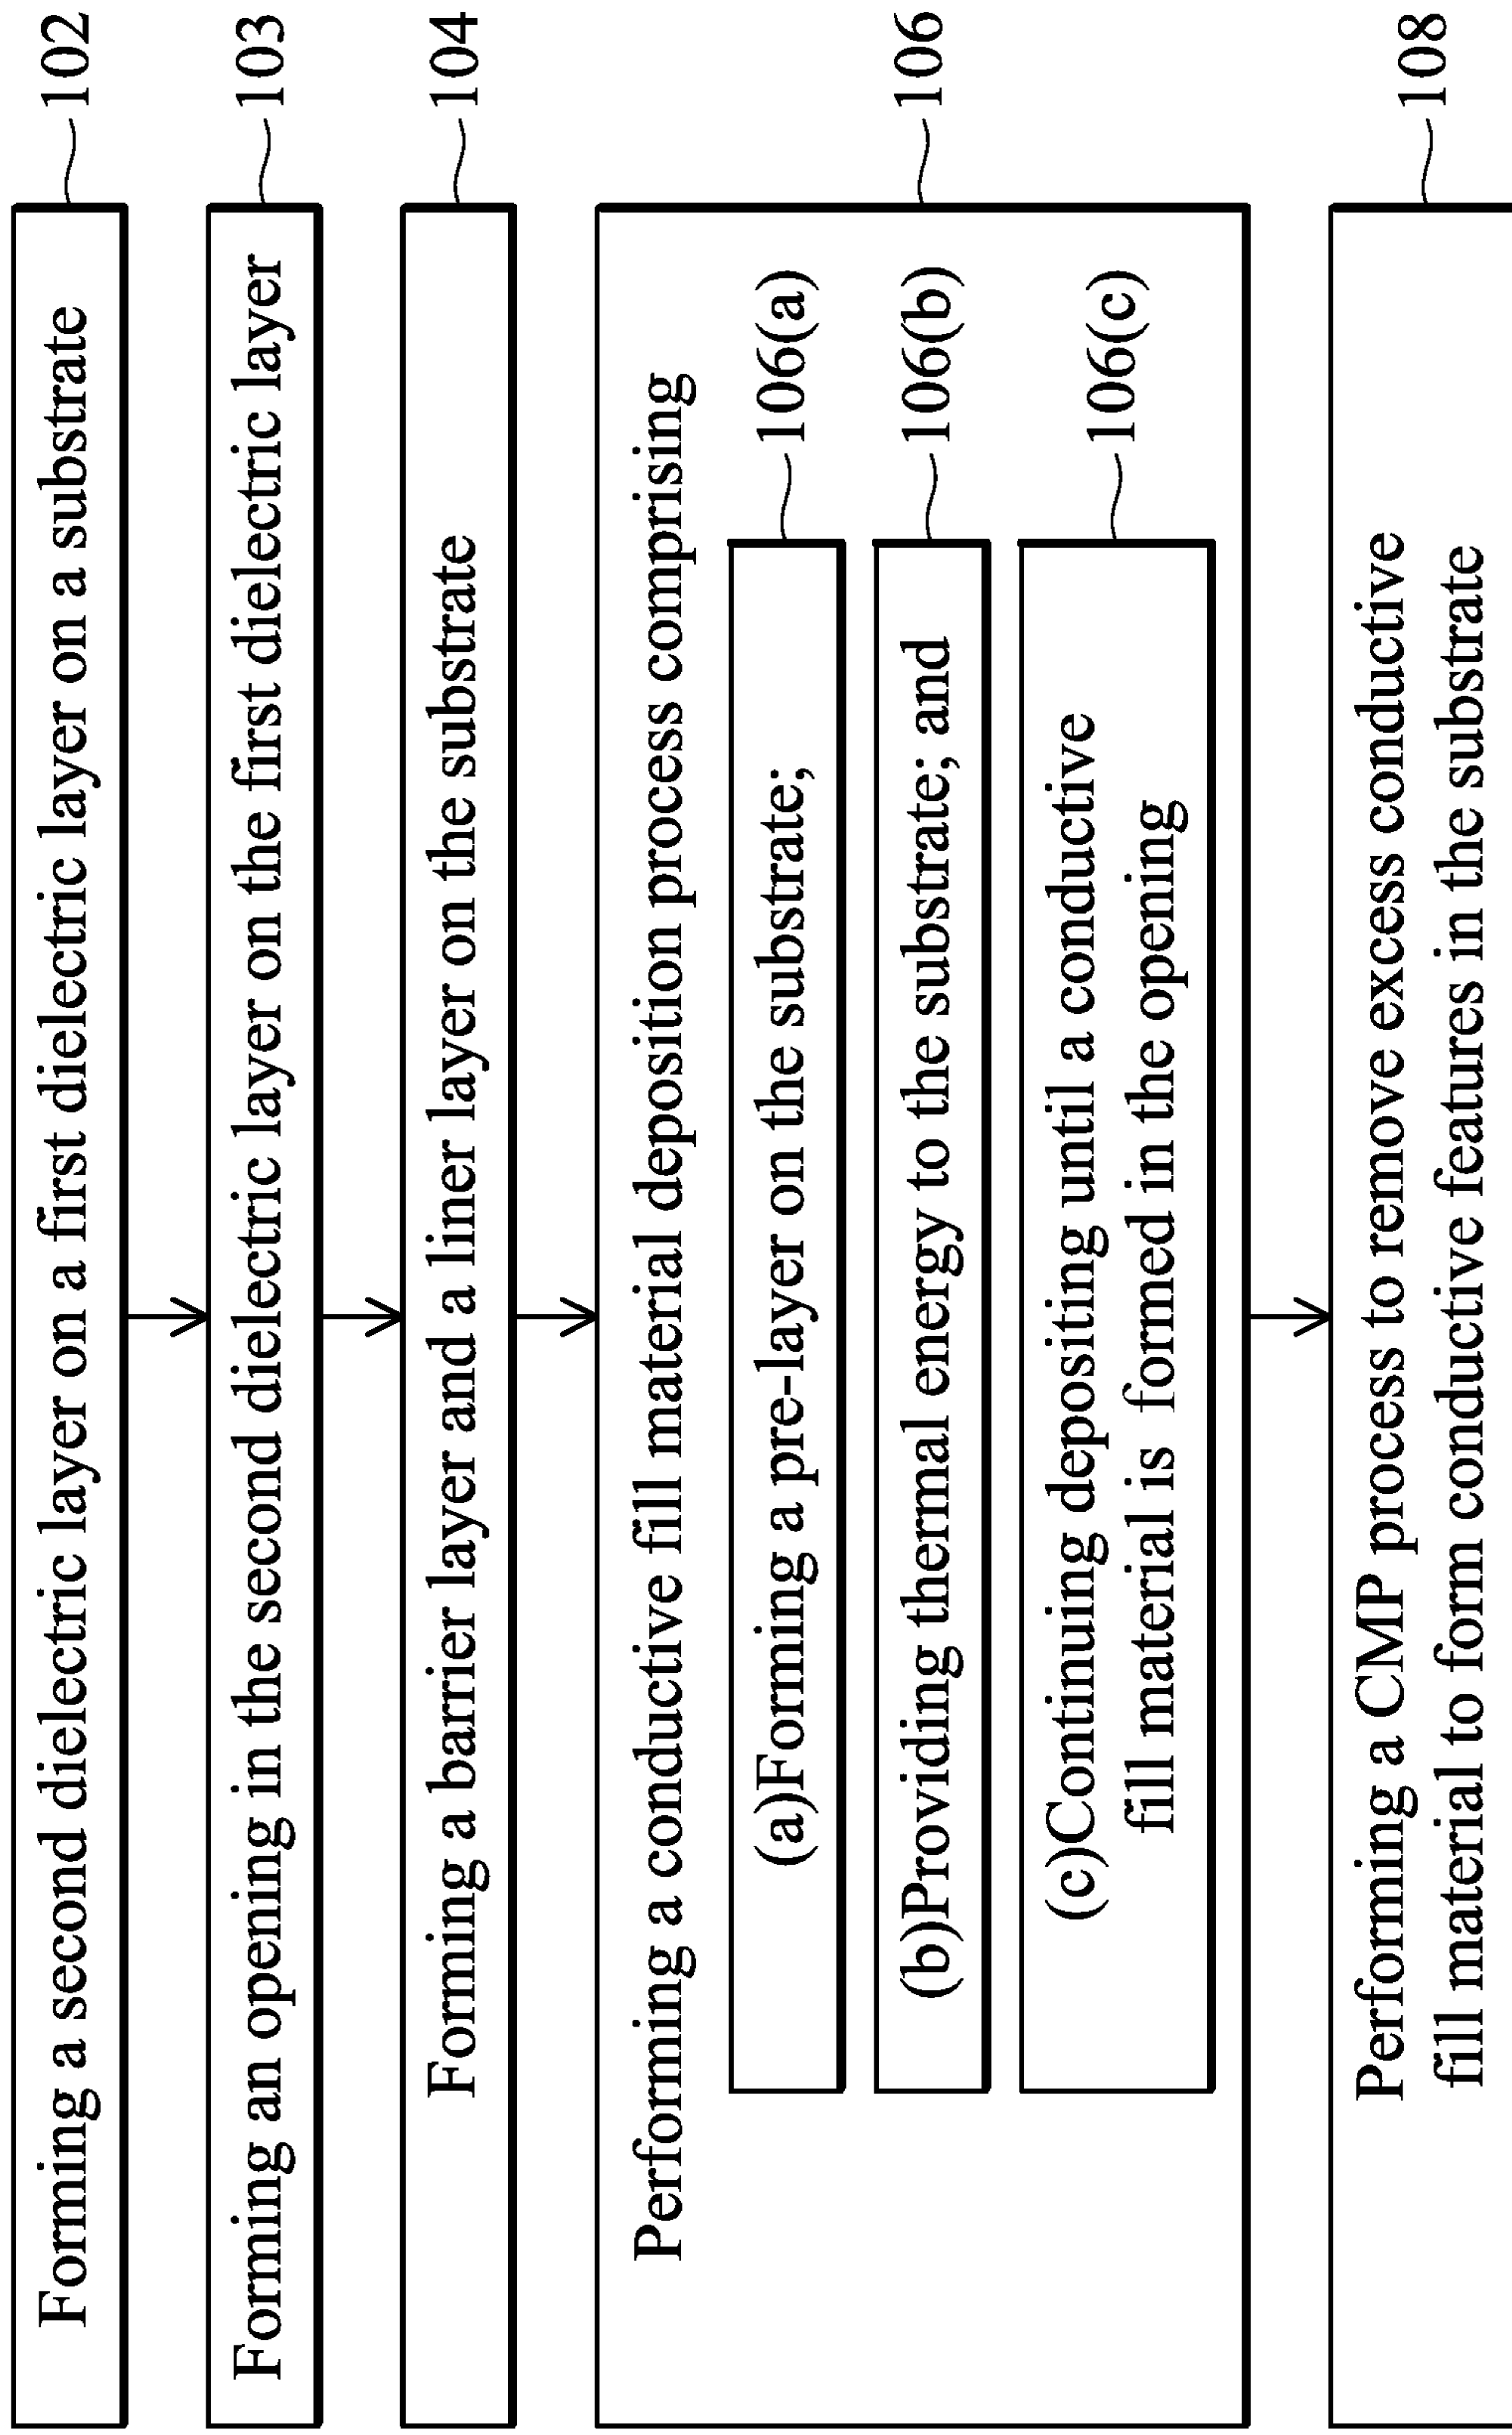 Forming a second dielectric layer on a first dielectric layer on a substrate 102
Forming an opening in the second dielectric layer on the first dielectric layer 103
Forming a barrier layer and a liner layer on the substrate 104
Performing a conductive fill material deposition process comprising 106
(a)Forming a pre-layer on the substrate; 106(a)
(b)Providing thermal energy to the substrate; and 106(b)
(c)Continuing depositing until a conductive 106(c)
fill material is formed in the opening
Performing a CMP process to remove excess conductive 108
fill material to form conductive features in the substrate